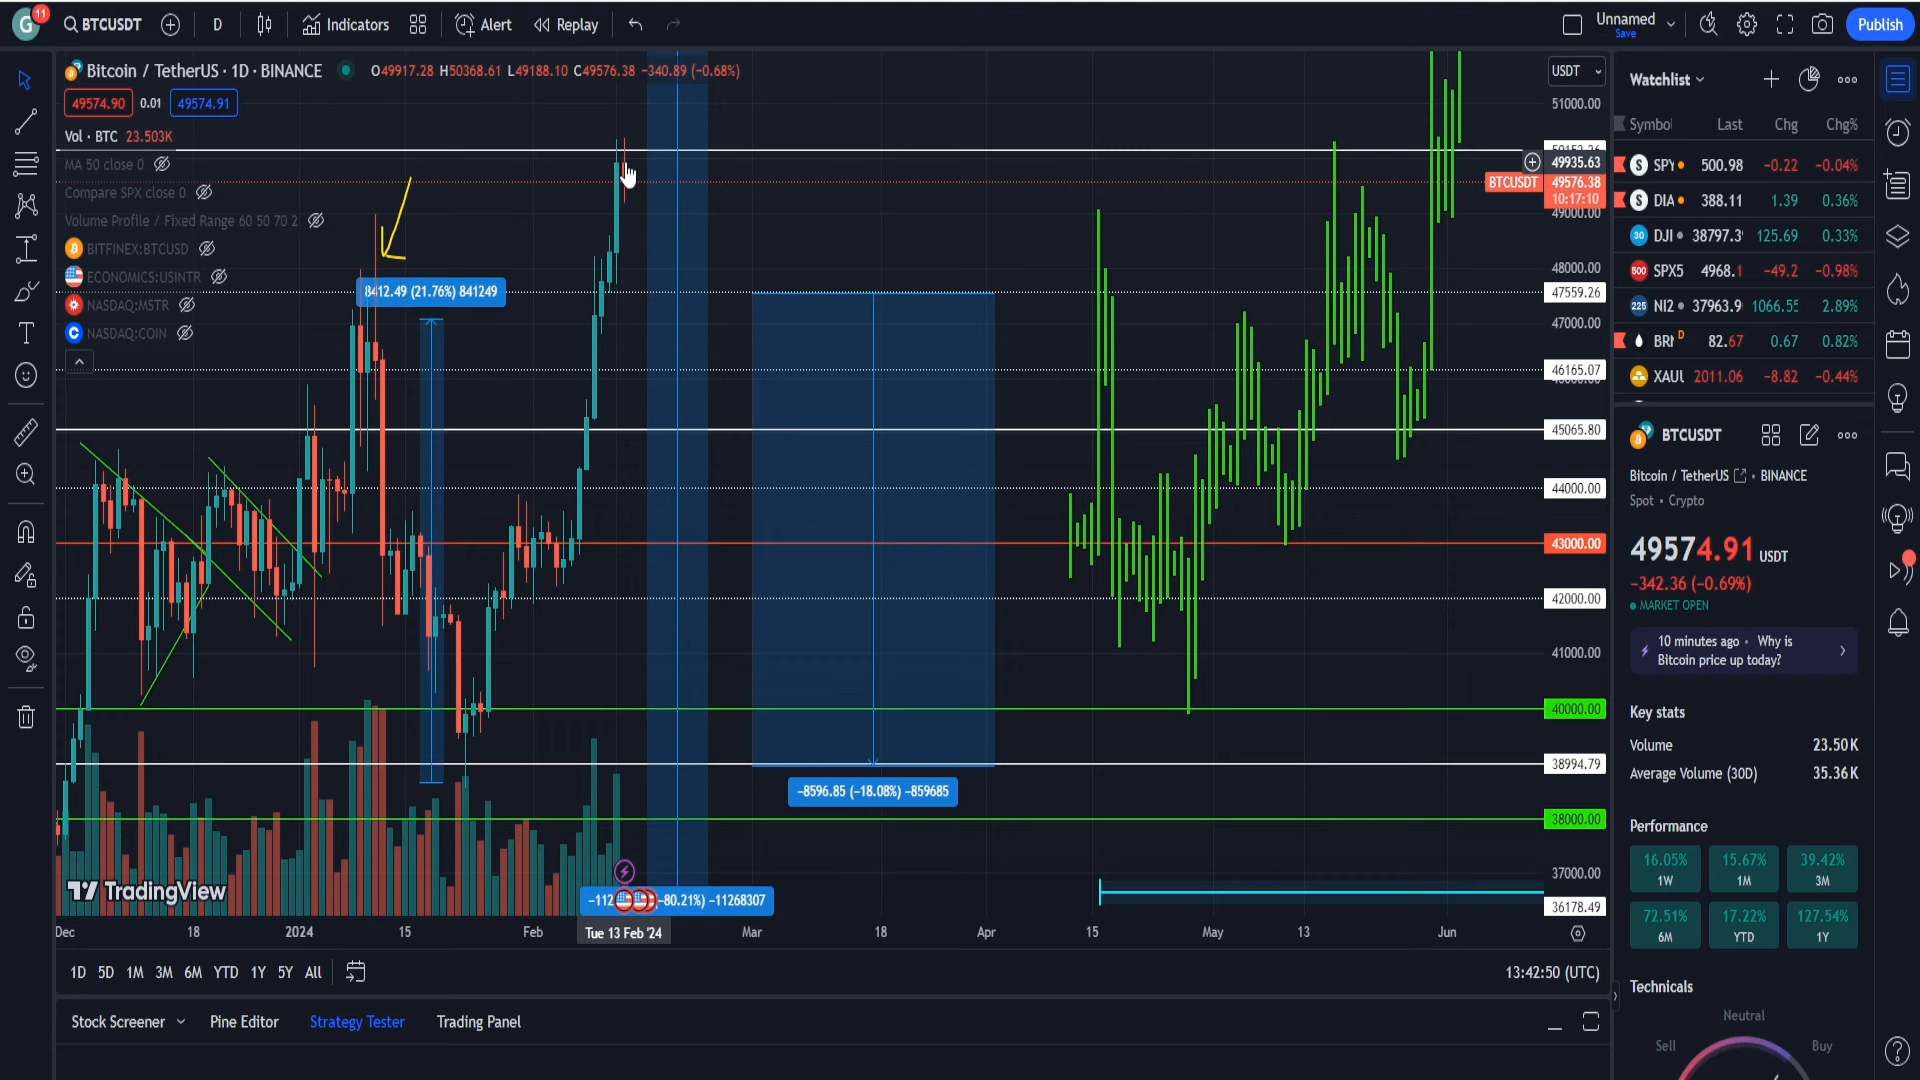 G
11
BTCUSDT
D
Indicators
Alert
Replay
Unnamed
Save
Publish
Bitcoin / TetherUS · 1D · BINANCE
O49917.28 H50368.61 L49188.10 C49576.38 −340.89 (−0.68%)
USDT
49574.90
0.01
49574.91
Vol · BTC 23.503K
MA 50 close 0
Compare SPX close 0
Volume Profile / Fixed Range 60 50 70 2
BITFINEX:BTCUSD
ECONOMICS:USINTR
NASDAQ:MSTR
NASDAQ:COIN
8412.49 (21.76%) 841249
−8596.85 (−18.08%) −859685
−112
−80.21%) −11268307
51000.00
49935.63
BTCUSDT
49576.38
10:17:10
49000.00
48000.00
47559.26
47000.00
46165.07
45065.80
44000.00
43000.00
42000.00
41000.00
40000.00
38994.79
38000.00
37000.00
36178.49
TradingView
Dec
18
2024
15
Feb
Tue 13 Feb '24
Mar
18
Apr
15
May
13
Jun
1D
5D
1M
3M
6M
YTD
1Y
5Y
All
13:42:50 (UTC)
Stock Screener
Pine Editor
Strategy Tester
Trading Panel
Watchlist
Symbol
Last
Chg
Chg%
SPY 500.98 −0.22 −0.04%
DIA 388.11 1.39 0.36%
30 DJI 38797.3 125.69 0.33%
500 SPX5 4968.1 −49.2 −0.98%
225 NI2 37963.9 1066.55 2.89%
BRN D 82.67 0.67 0.82%
XAU 2011.06 −8.82 −0.44%
BTCUSDT
Bitcoin / TetherUS · BINANCE
Spot · Crypto
49574.91 USDT
−342.36 (−0.69%)
MARKET OPEN
10 minutes ago · Why is
Bitcoin price up today?
Key stats
Volume 23.50K
Average Volume (30D) 35.36K
Performance
16.05%
1W
15.67%
1M
39.42%
3M
72.51%
6M
17.22%
YTD
127.54%
1Y
Technicals
Neutral
Sell
Buy